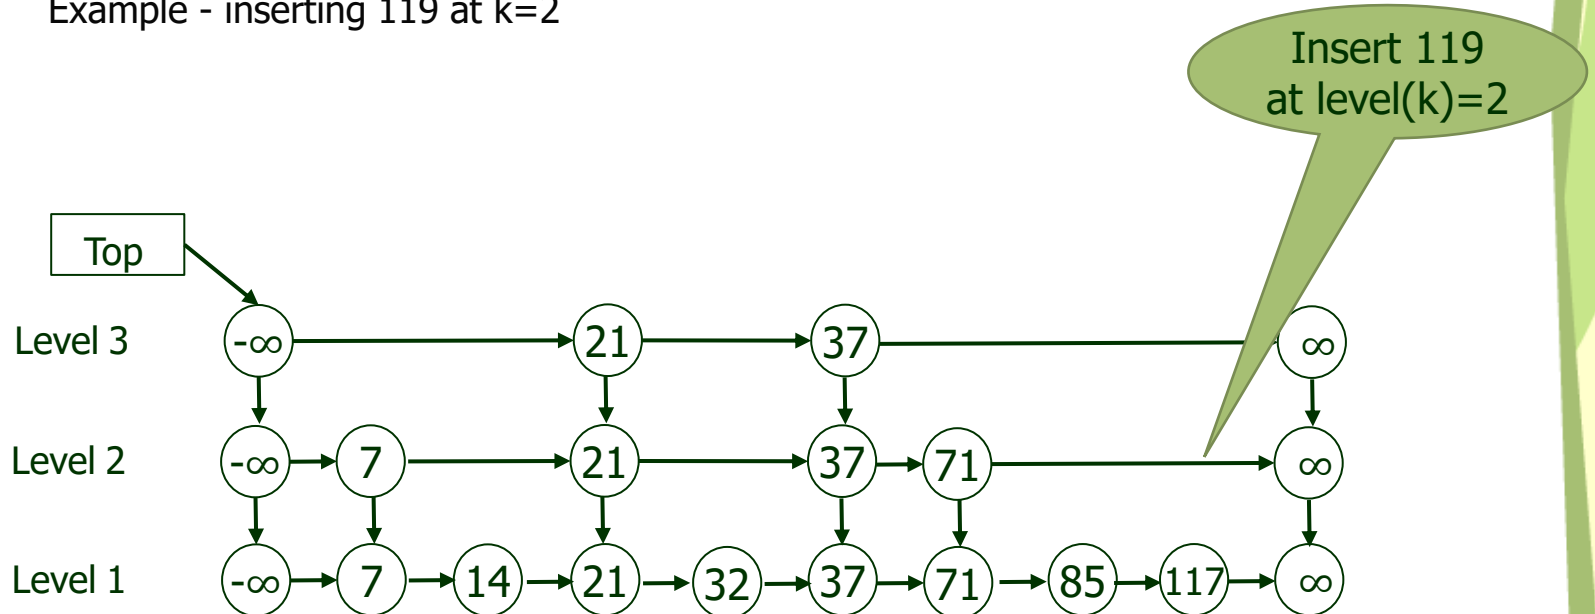 Example - inserting 119 at k=2
Insert 119
at level(k)=2
Top
Level 3 -∞ 21 37 ∞
Level 2 -∞ 7 21 37 71 ∞
Level 1 -∞ 7 14 21 32 37 71 85 117 ∞